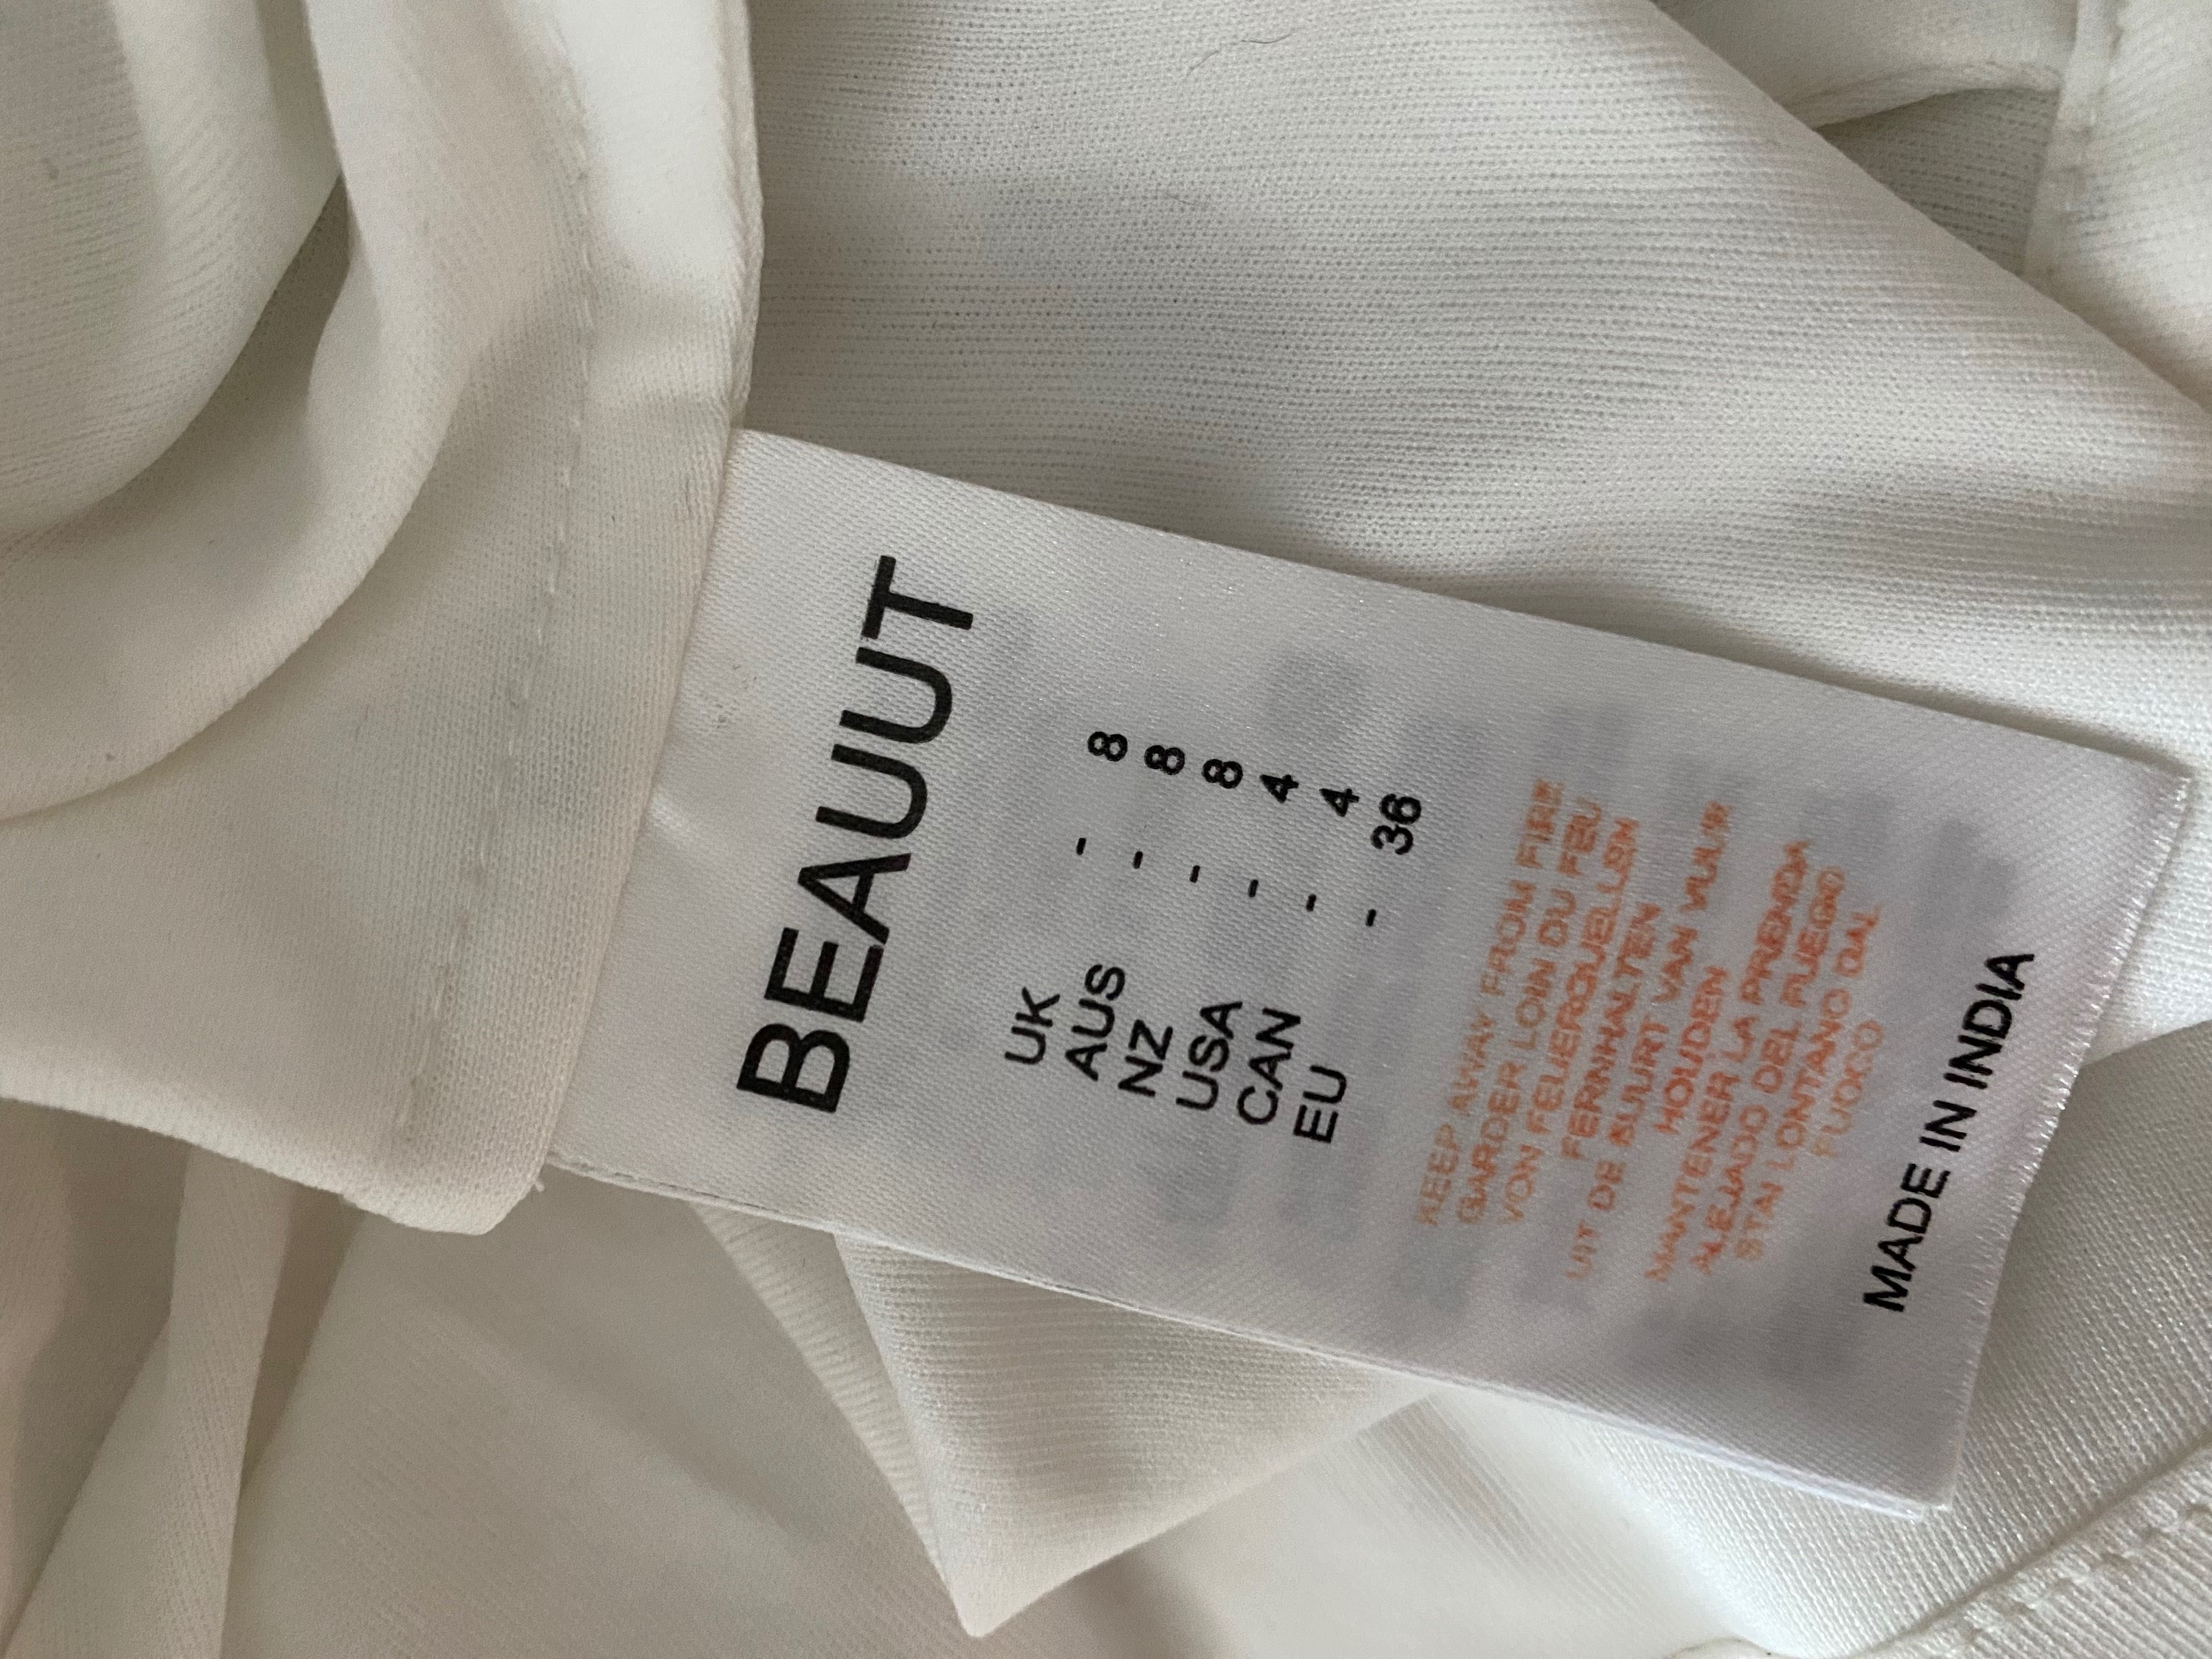 BEAUUT
UK - 8
AUS - 8
NZ - 8
USA - 4
CAN - 4
EU - 36
KEEP AWAY FROM FIRE
GARDER LOIN DU FEU
VON FEUERQUELLEN
FERNHALTEN
UIT DE BUURT VAN VUUR
HOUDEN
MANTENER LA PRENDA
ALEJADO DEL FUEGO
STAI LONTANO DAL
FUOCO
MADE IN INDIA